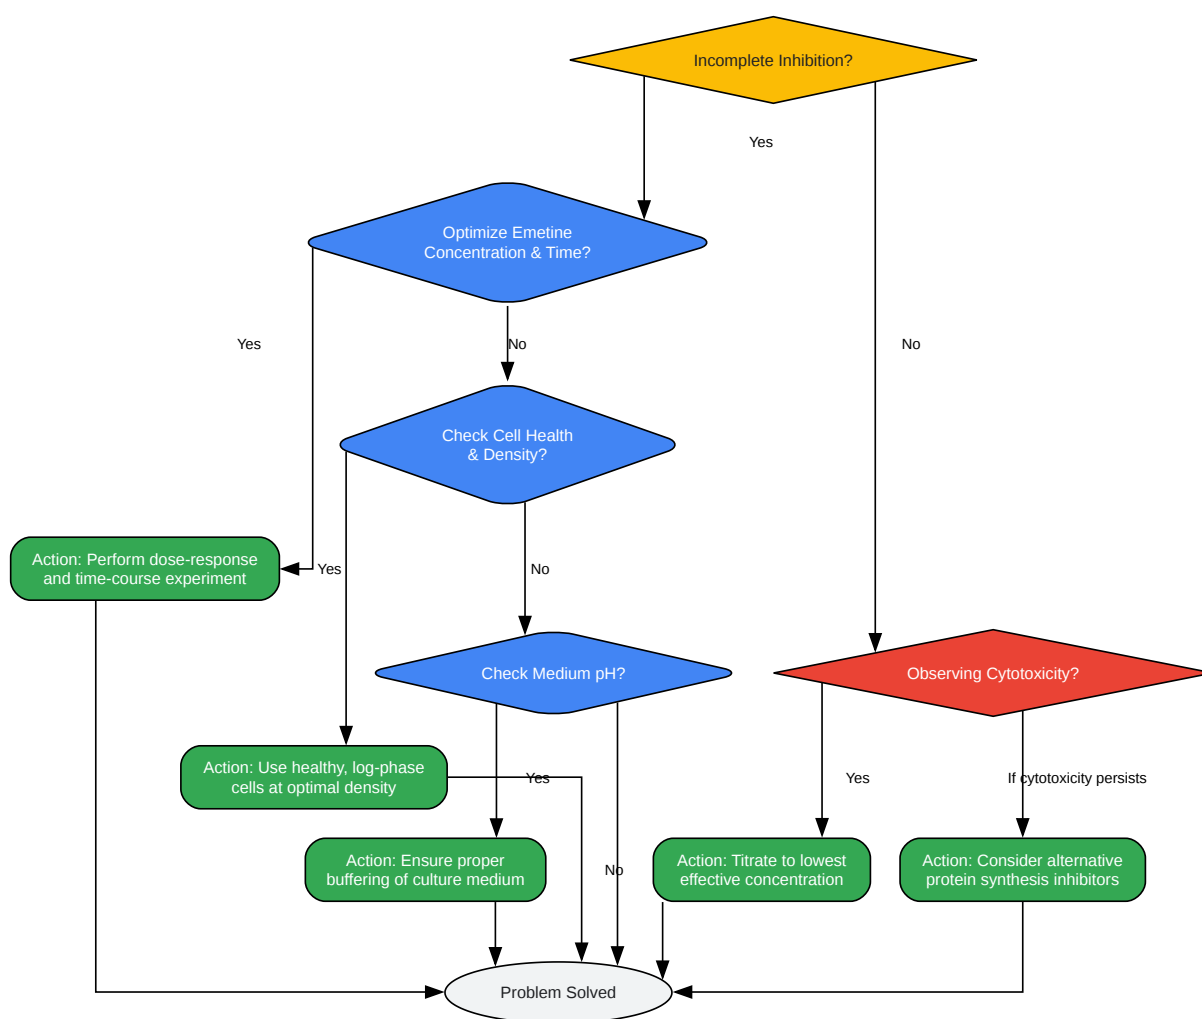 Incomplete Inhibition?
Yes
Optimize Emetine
Concentration & Time?
Yes
No
No
Check Cell Health
& Density?
Action: Perform dose-response
and time-course experiment
Yes
No
Check Medium pH?
Observing Cytotoxicity?
Action: Use healthy, log-phase
cells at optimal density
Yes
Yes
If cytotoxicity persists
Action: Ensure proper
buffering of culture medium
No
Action: Titrate to lowest
effective concentration
Action: Consider alternative
protein synthesis inhibitors
Problem Solved